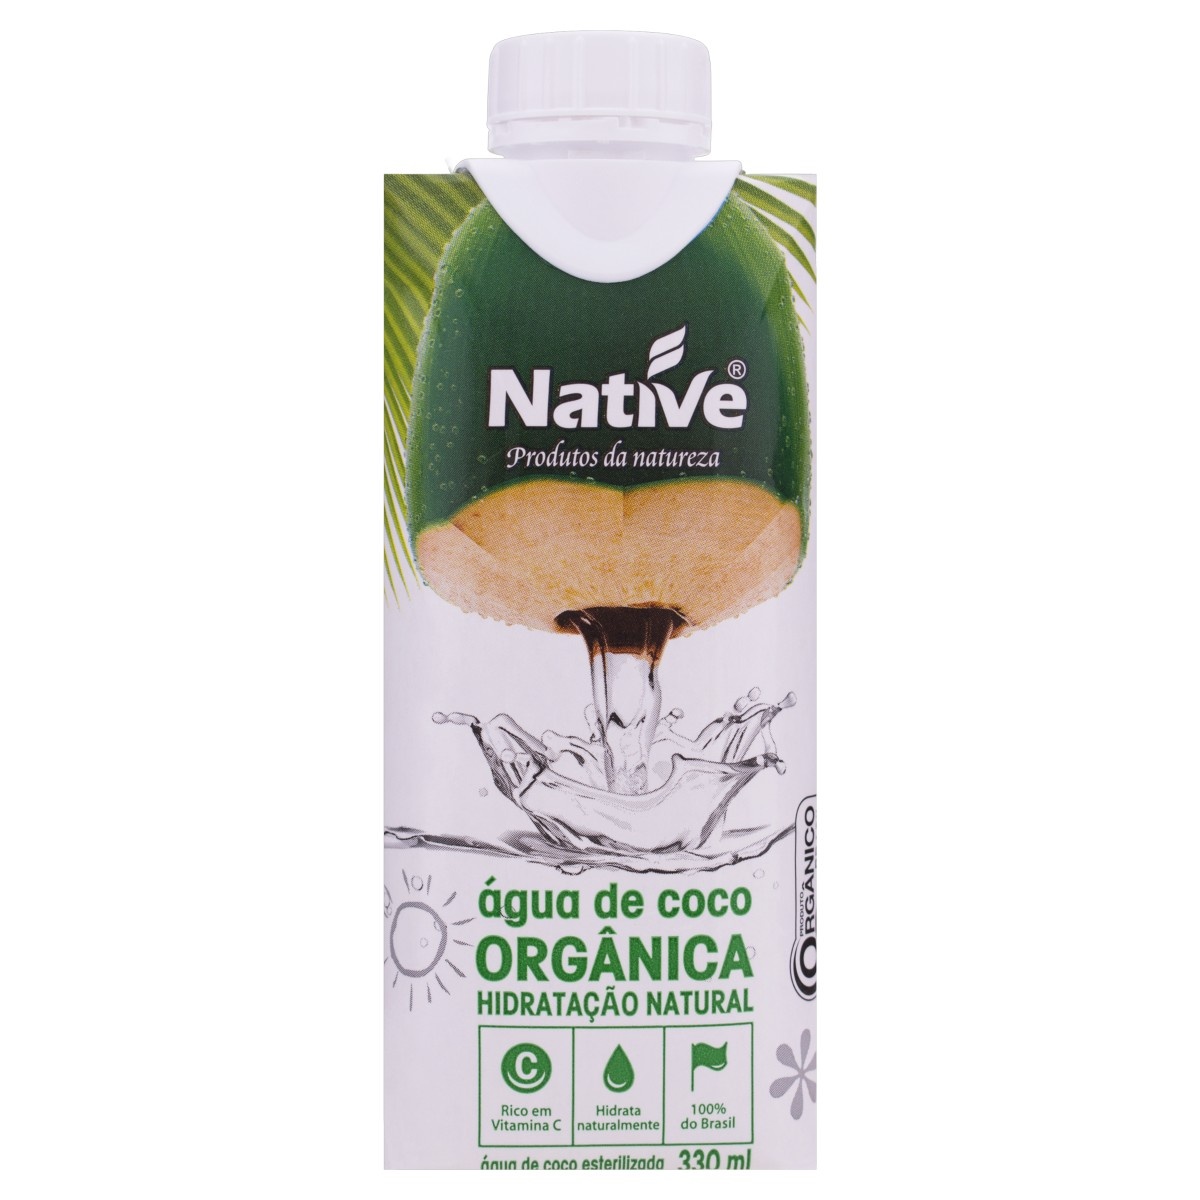 Native®
Produtos da natureza
água de coco
ORGÂNICA
HIDRATAÇÃO NATURAL
C
Rico em
Vitamina C
Hidrata
naturalmente
100%
do Brasil
água de coco esterilizada 330 ml
PRODUTO
ORGÂNICO